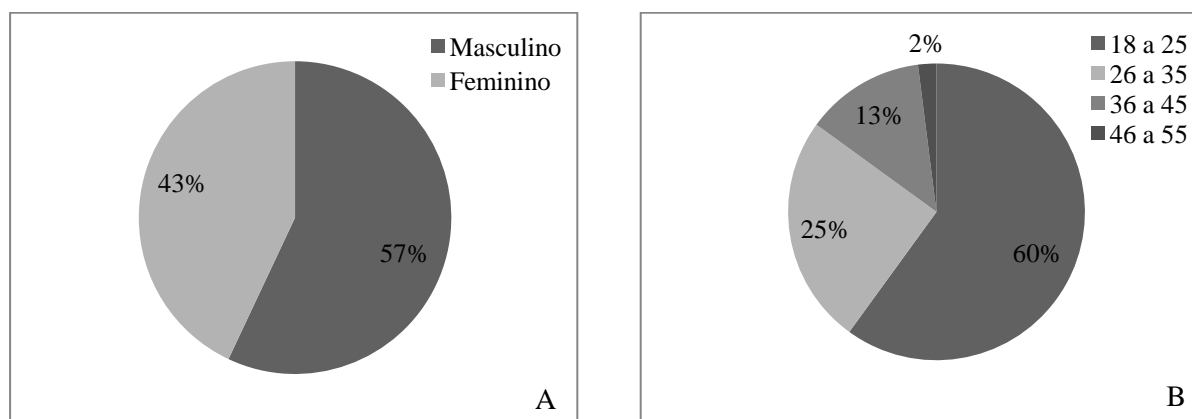 Masculino
Feminino
43%
57%
A
2%
18 a 25
26 a 35
36 a 45
46 a 55
13%
25%
60%
B